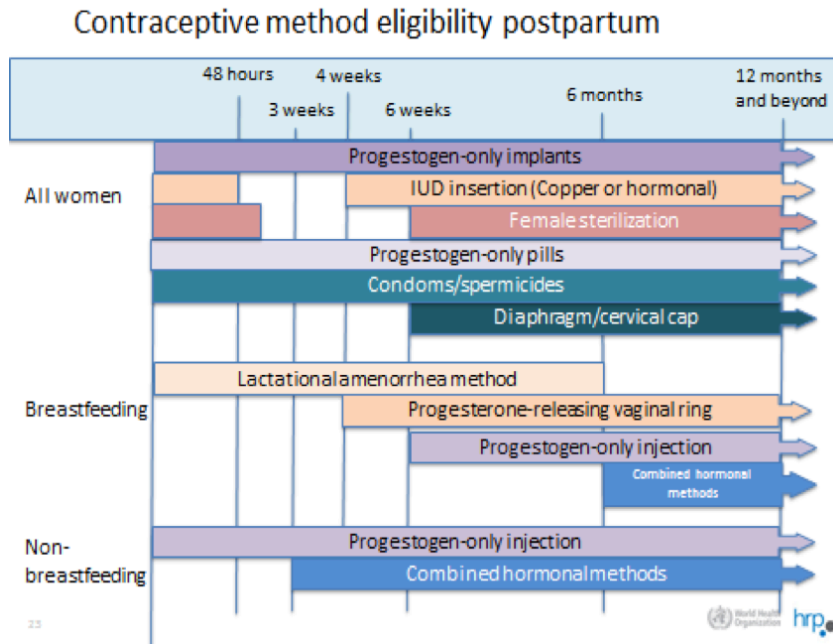 Contraceptive method eligibility postpartum
48 hours
4 weeks
12 months
and beyond
3 weeks
6 weeks
6 months
Progestogen-only implants
All women
IUD insertion (Copper or hormonal)
Female sterilization
Progestogen-only pills
Condoms/spermicides
Diaphragm/cervical cap
Lactational amenorrhea method
Breastfeeding
Progesterone-releasing vaginal ring
Progestogen-only injection
Combined hormonal
methods
Non-
breastfeeding
Progestogen-only injection
Combined hormonal methods
23
World Health
Organization
hrp